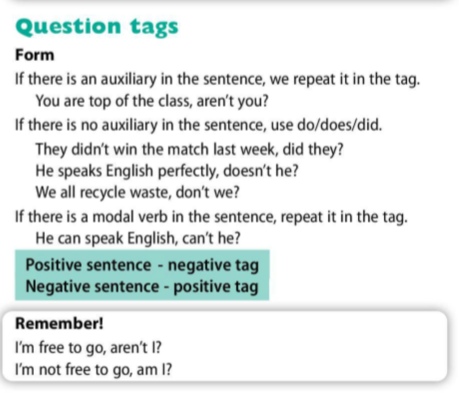 Question tags
Form
If there is an auxiliary in the sentence, we repeat it in the tag.
You are top of the class, aren't you?
If there is no auxiliary in the sentence, use do/does/did.
They didn't win the match last week, did they?
He speaks English perfectly, doesn't he?
We all recycle waste, don't we?
If there is a modal verb in the sentence, repeat it in the tag.
He can speak English, can't he?
Positive sentence - negative tag
Negative sentence - positive tag
Remember!
I'm free to go, aren't I?
I'm not free to go, am I?